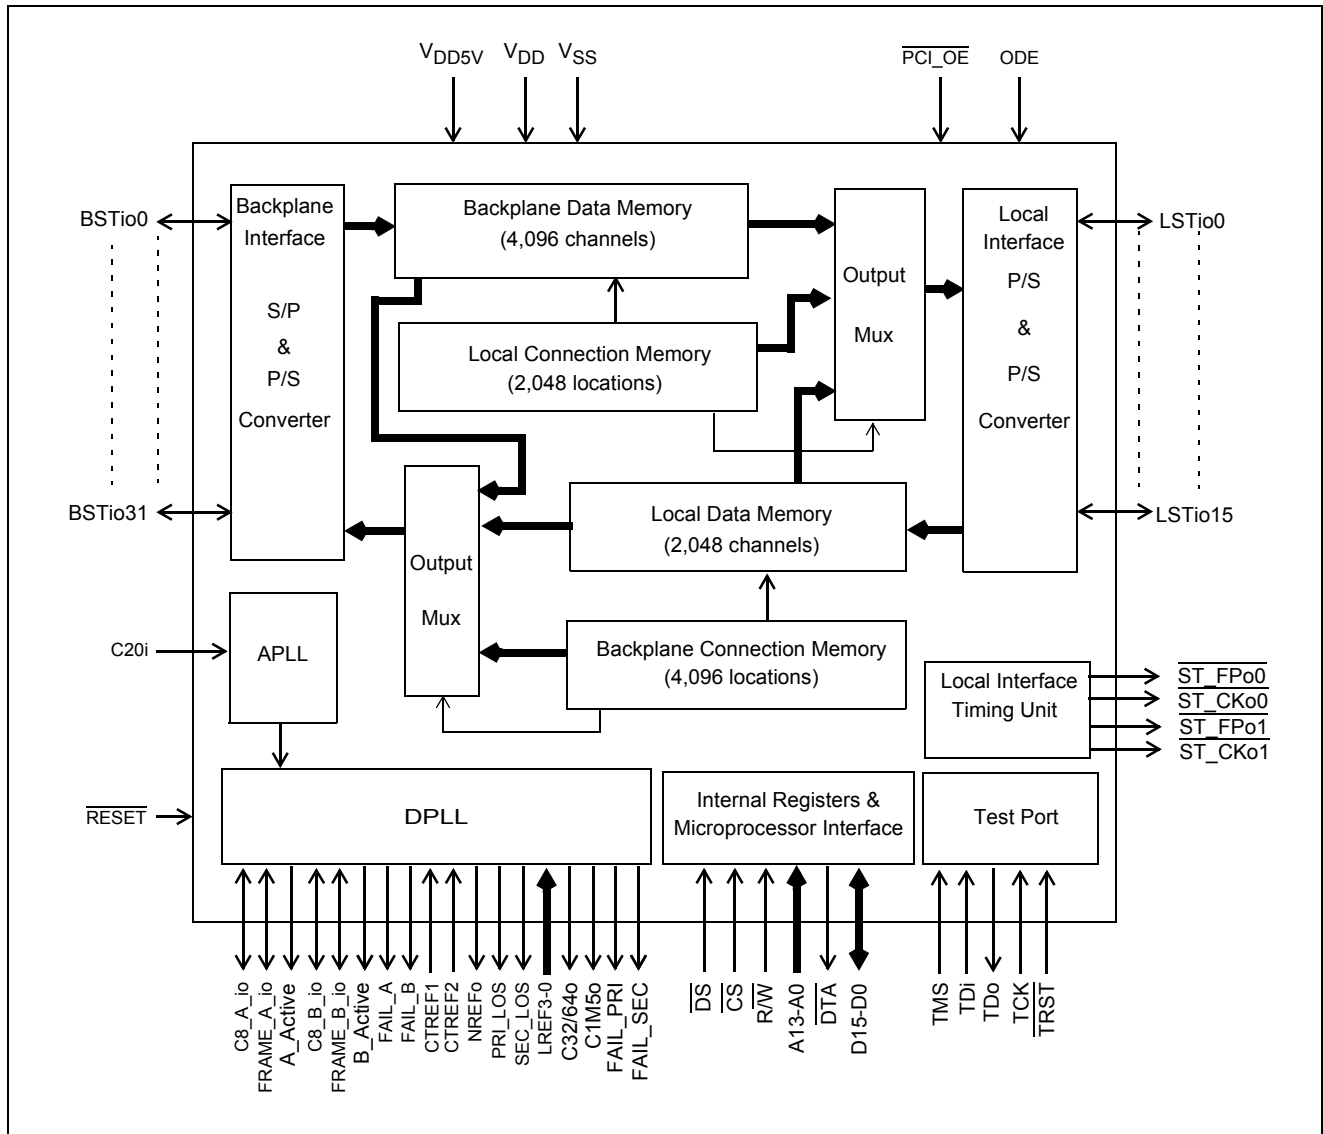 VDD5V
VDD
VSS
PCI_OE
ODE
BSTio0
BSTio31
Backplane
Interface
S/P
&
P/S
Converter
Backplane Data Memory
(4,096 channels)
Local Connection Memory
(2,048 locations)
Output
Mux
Local
Interface
P/S
&
P/S
Converter
LSTio0
LSTio15
Output
Mux
Local Data Memory
(2,048 channels)
Backplane Connection Memory
(4,096 locations)
C20i
APLL
Local Interface
Timing Unit
ST_FPo0
ST_CKo0
ST_FPo1
ST_CKo1
RESET
DPLL
Internal Registers &
Microprocessor Interface
Test Port
C8_A_io
FRAME_A_io
A_Active
C8_B_io
FRAME_B_io
B_Active
FAIL_A
FAIL_B
CTREF1
CTREF2
NREFo
PRI_LOS
SEC_LOS
LREF3-0
C32/64o
C1M5o
FAIL_PRI
FAIL_SEC
DS
CS
R/W
A13-A0
DTA
D15-D0
TMS
TDi
TDo
TCK
TRST